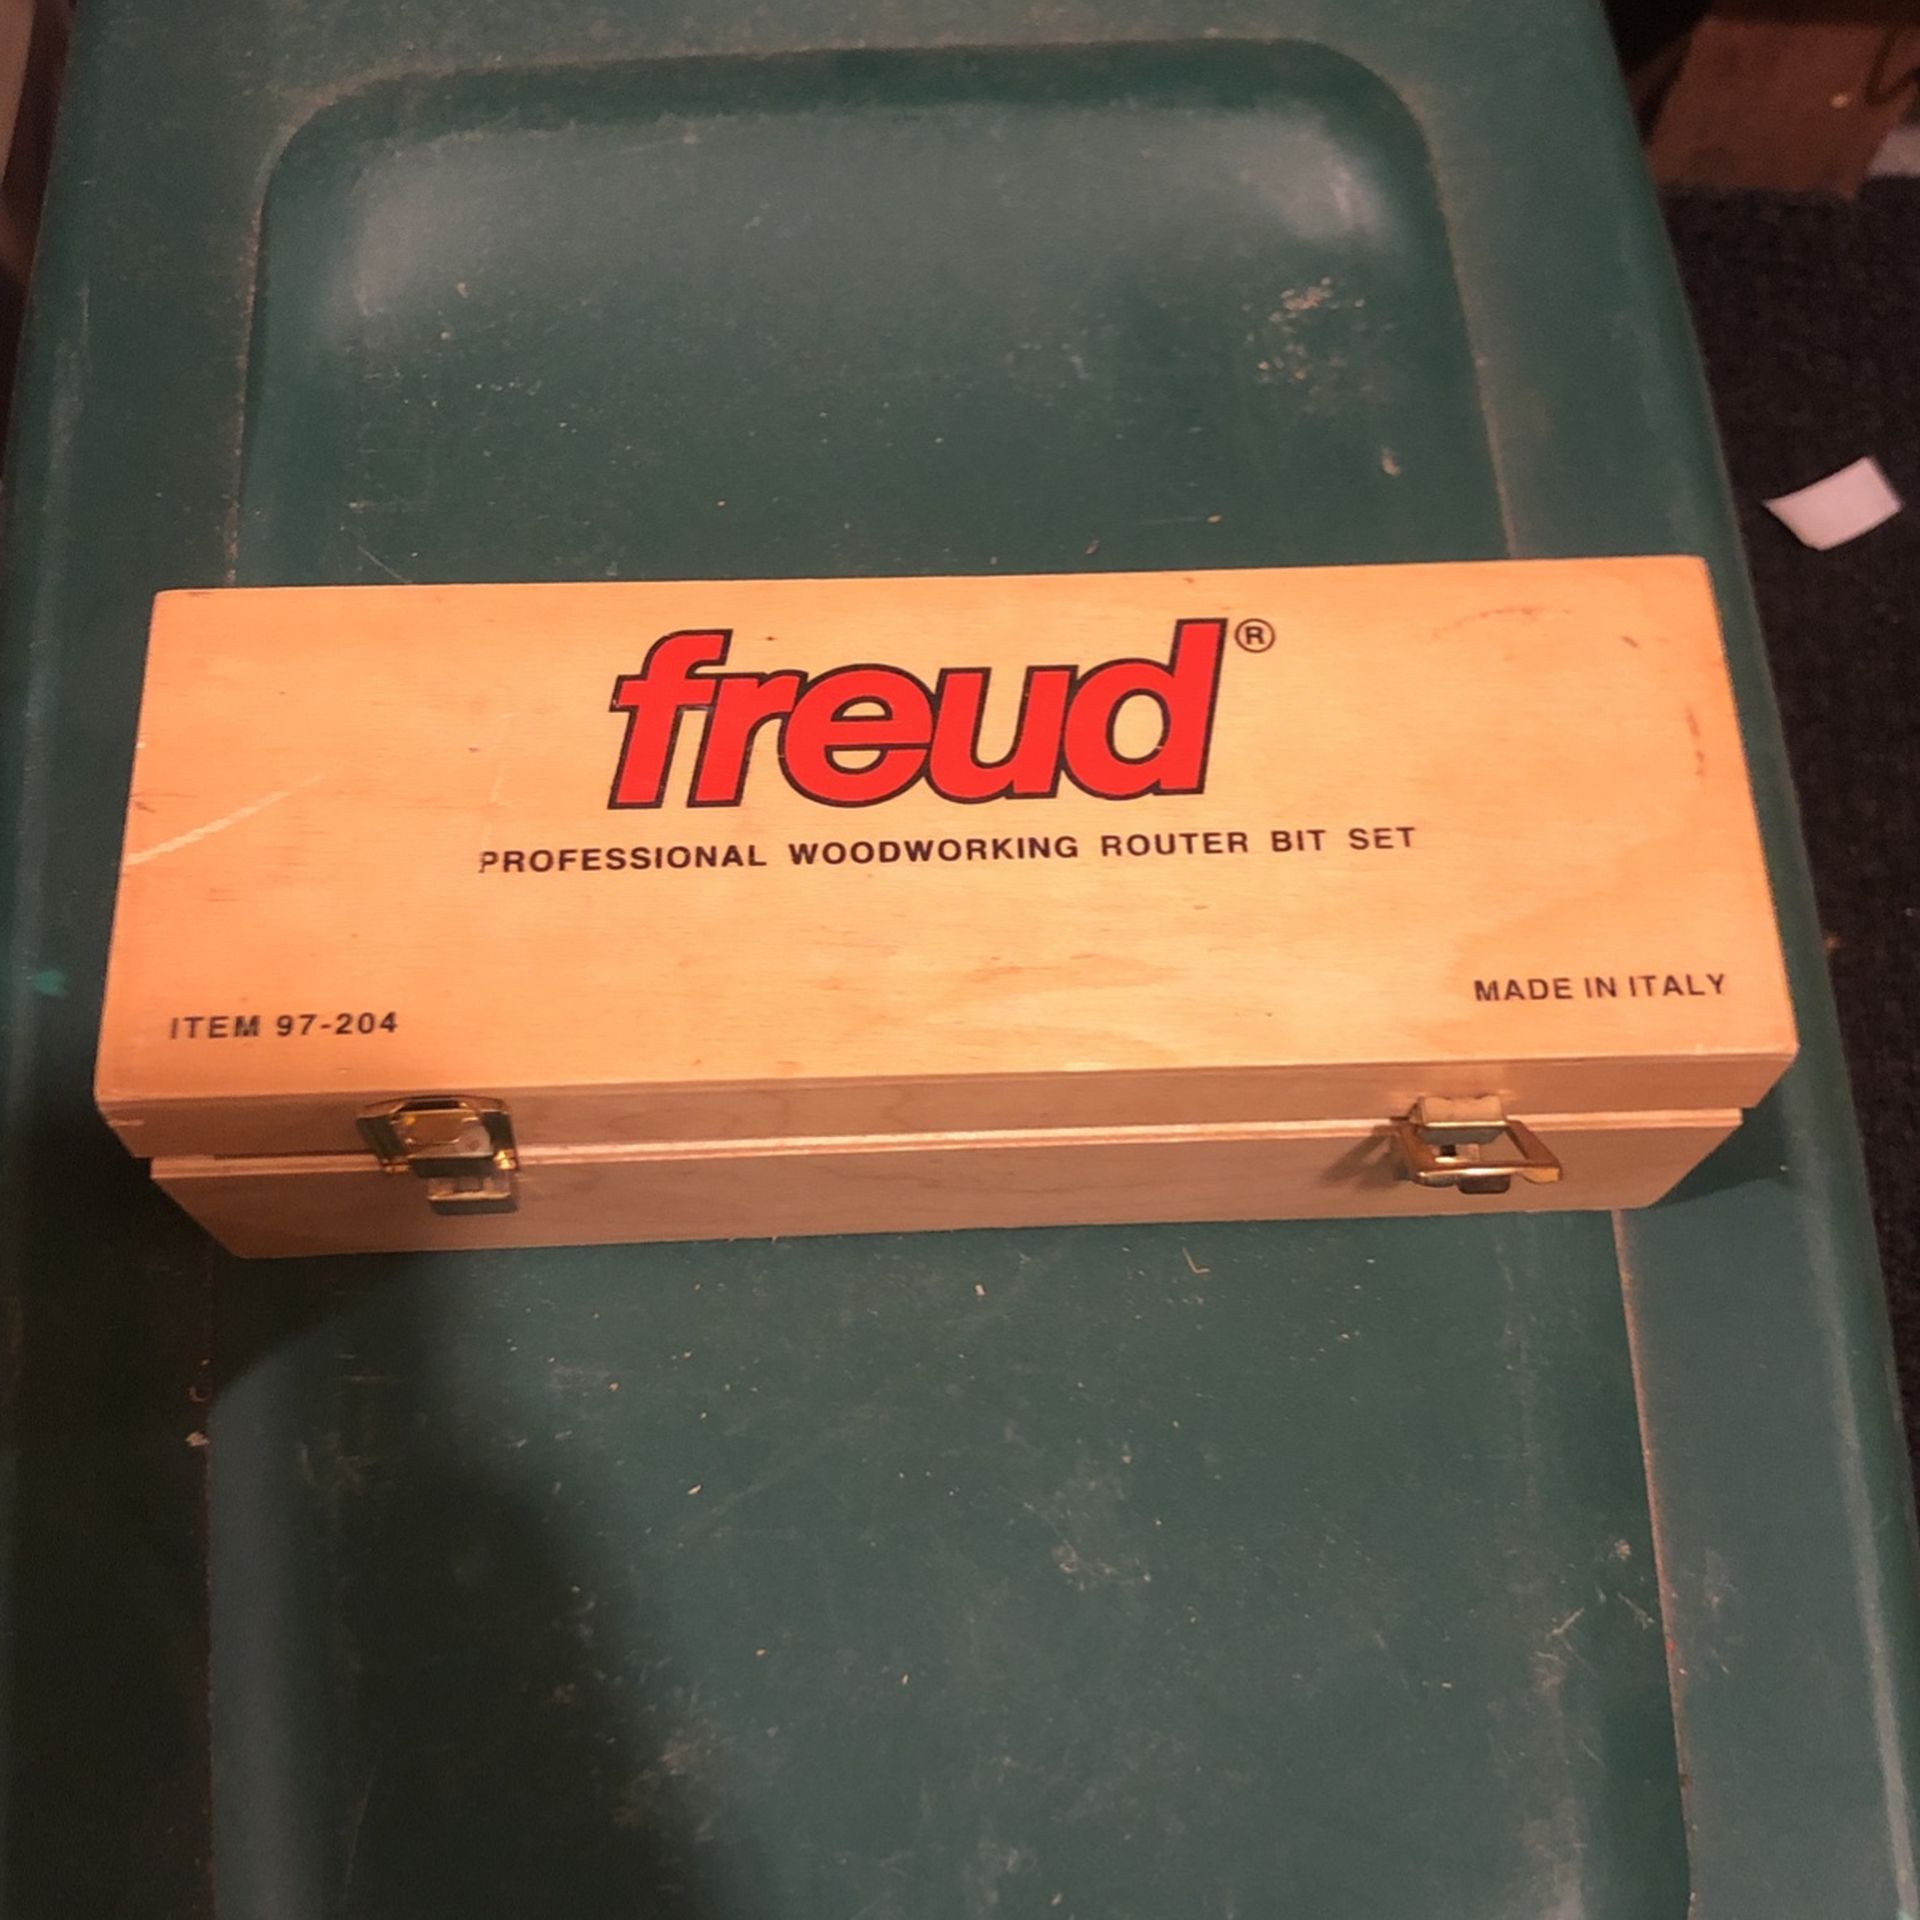 freud®
PROFESSIONAL WOODWORKING ROUTER BIT SET
ITEM 97-204
MADE IN ITALY